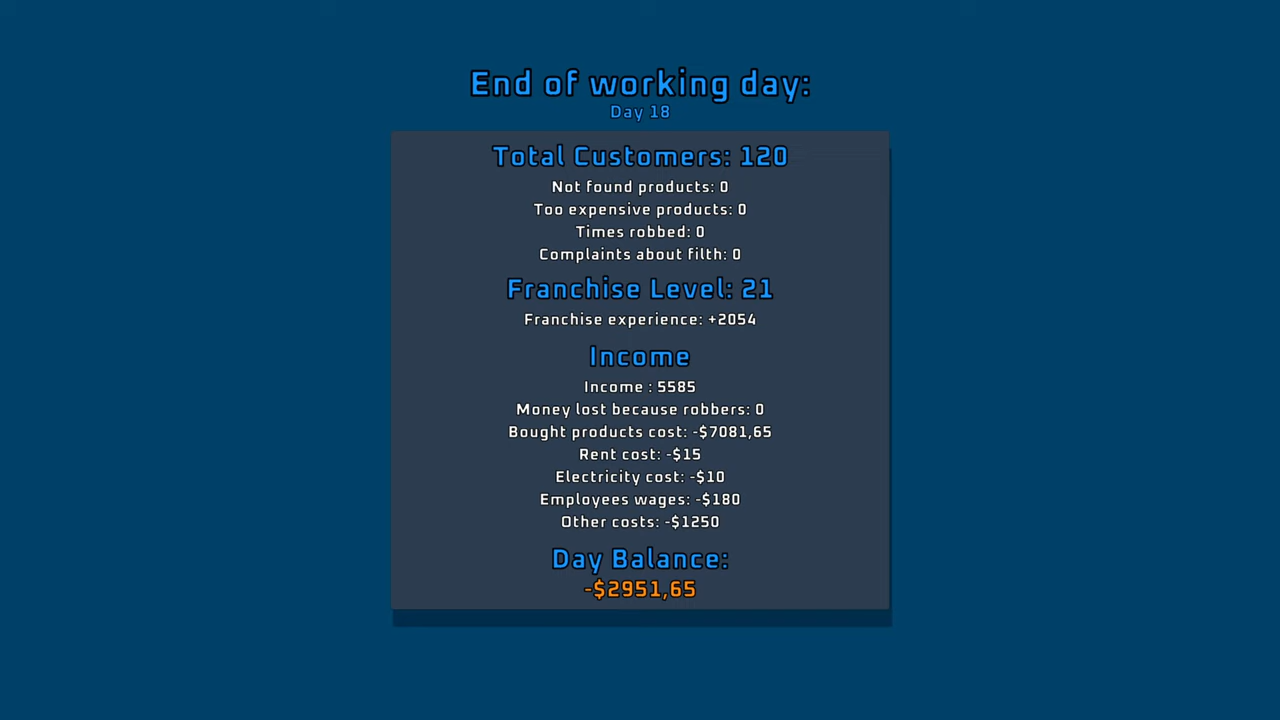 End of working day:
Day 18
Total Customers: 120
Not found products: 0
Too expensive products: 0
Times robbed: 0
Complaints about filth: 0
Franchise Level: 21
Franchise experience: +2054
Income
Income : 5585
Money lost because robbers: 0
Bought products cost: -$7081,65
Rent cost: -$15
Electricity cost: -$10
Employees wages: -$180
Other costs: -$1250
Day Balance:
-$2951,65